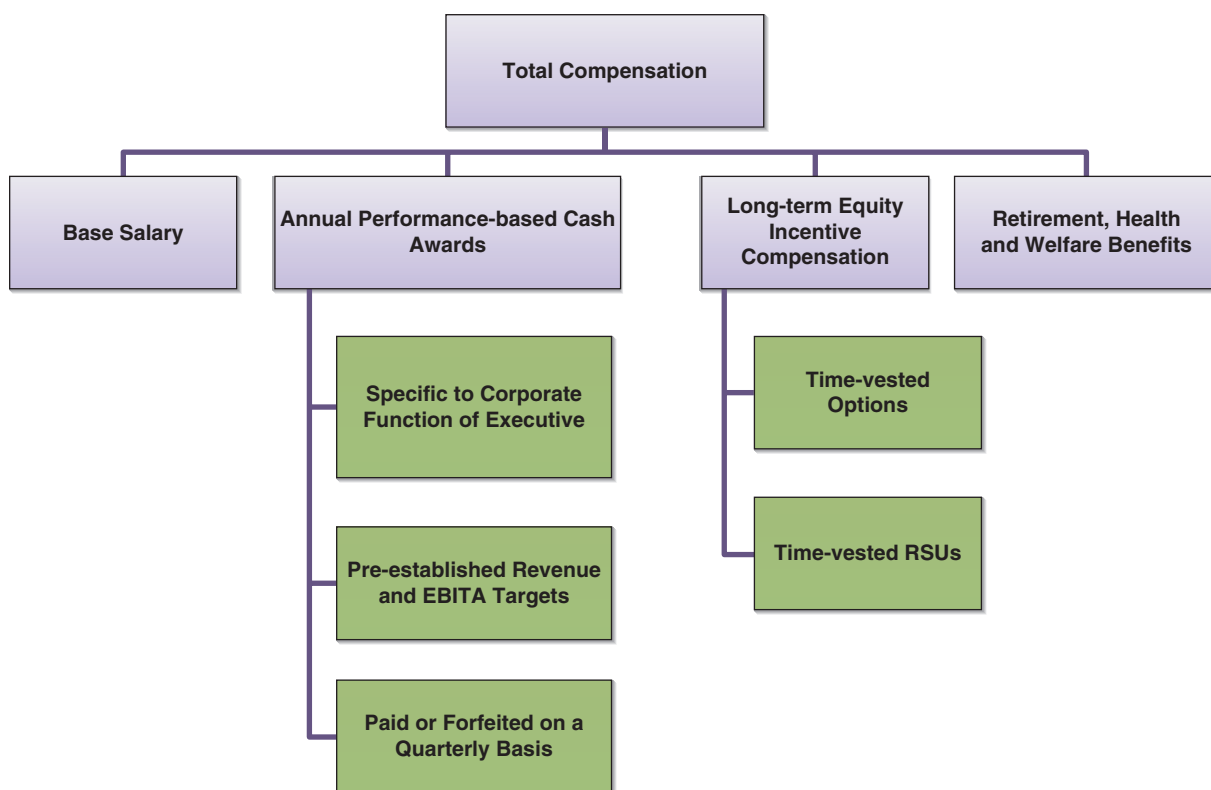 Total Compensation
Base Salary
Annual Performance-based Cash
Awards
Long-term Equity
Incentive
Compensation
Retirement, Health
and Welfare Benefits
Specific to Corporate
Function of Executive
Pre-established Revenue
and EBITA Targets
Paid or Forfeited on a
Quarterly Basis
Time-vested
Options
Time-vested RSUs